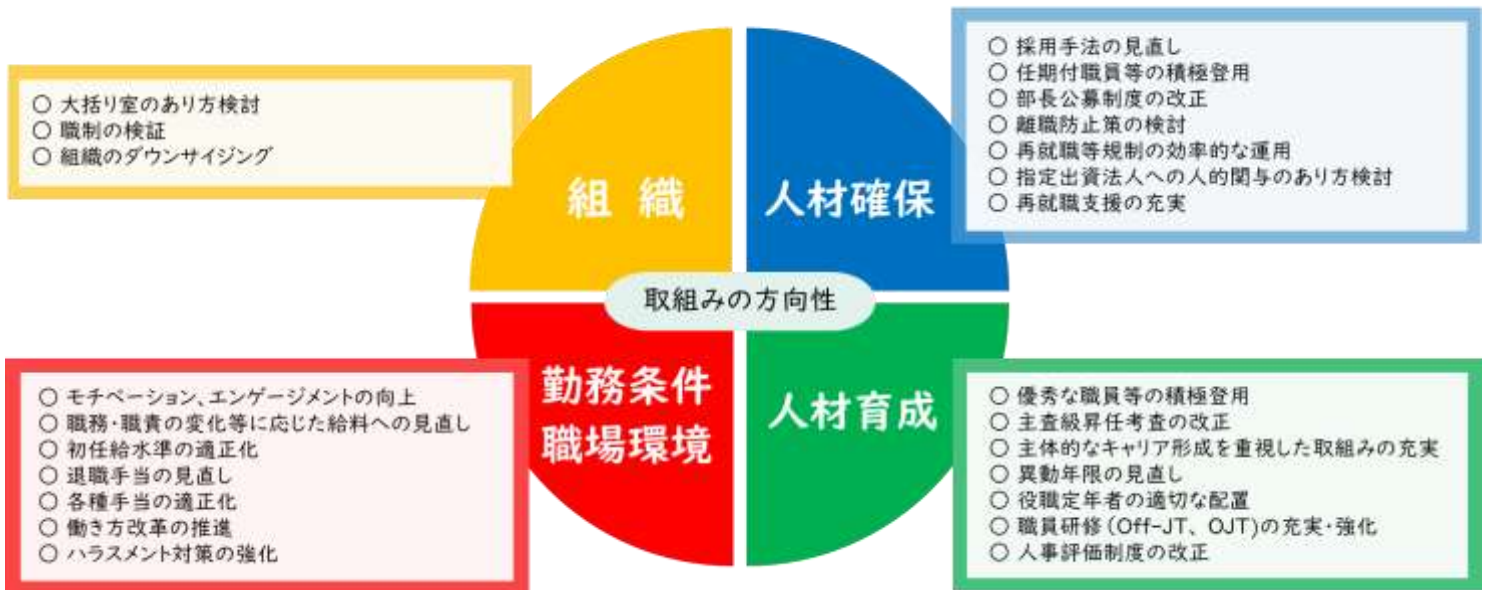 ○ 大括り室のあり方検討
○ 職制の検証
○ 組織のダウンサイジング
組 織
人材確保
○ 採用手法の見直し
○ 任期付職員等の積極登用
○ 部長公募制度の改正
○ 離職防止策の検討
○ 再就職等規制の効率的な運用
○ 指定出資法人への人的関与のあり方検討
○ 再就職支援の充実
取組みの方向性
○ モチベーション、エンゲージメントの向上
○ 職務・職責の変化等に応じた給料への見直し
○ 初任給水準の適正化
○ 退職手当の見直し
○ 各種手当の適正化
○ 働き方改革の推進
○ ハラスメント対策の強化
勤務条件
職場環境
人材育成
○ 優秀な職員等の積極登用
○ 主査級昇任考査の改正
○ 主体的なキャリア形成を重視した取組みの充実
○ 異動年限の見直し
○ 役職定年者の適切な配置
○ 職員研修(Off-JT、OJT)の充実・強化
○ 人事評価制度の改正